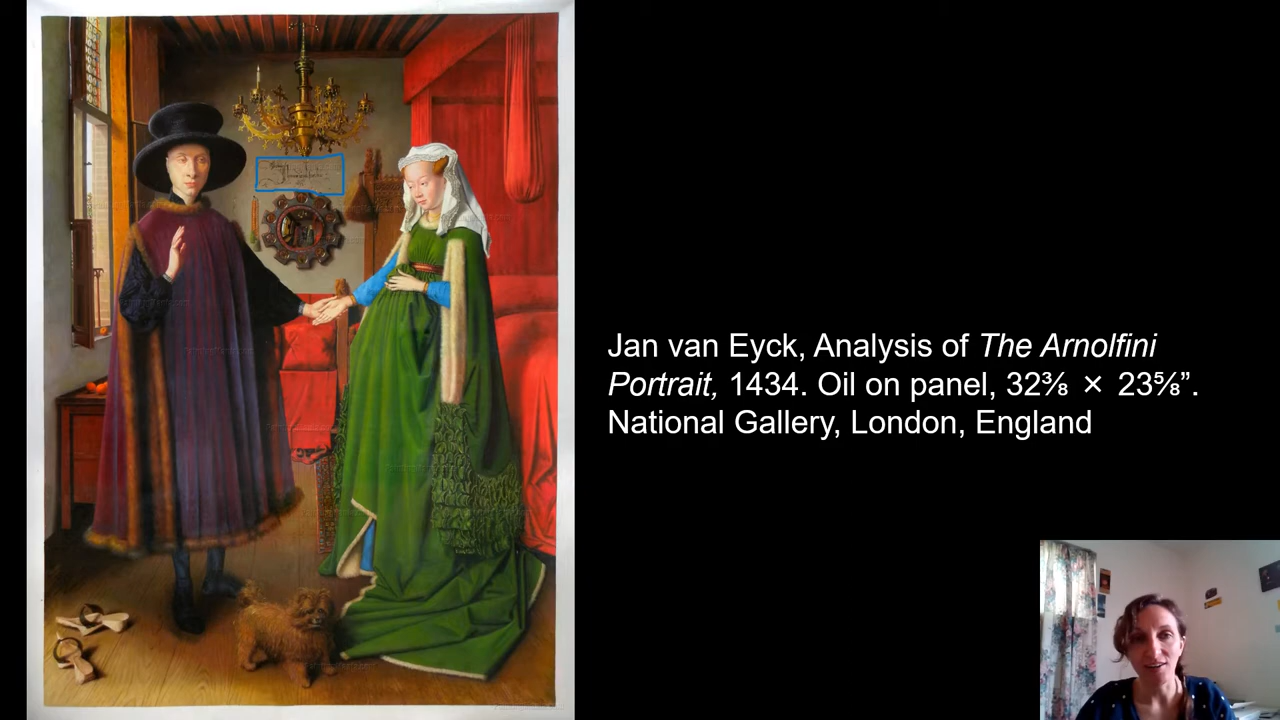 Jan van Eyck, Analysis of The Arnolfini
Portrait, 1434. Oil on panel, 32⅜ × 23⅝”.
National Gallery, London, England